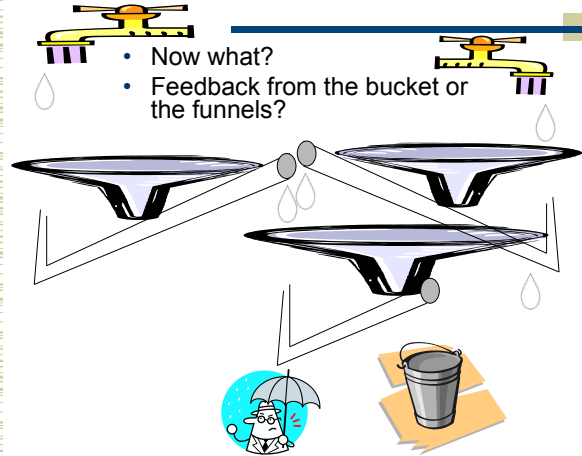 • Now what?
• Feedback from the bucket or
the funnels?